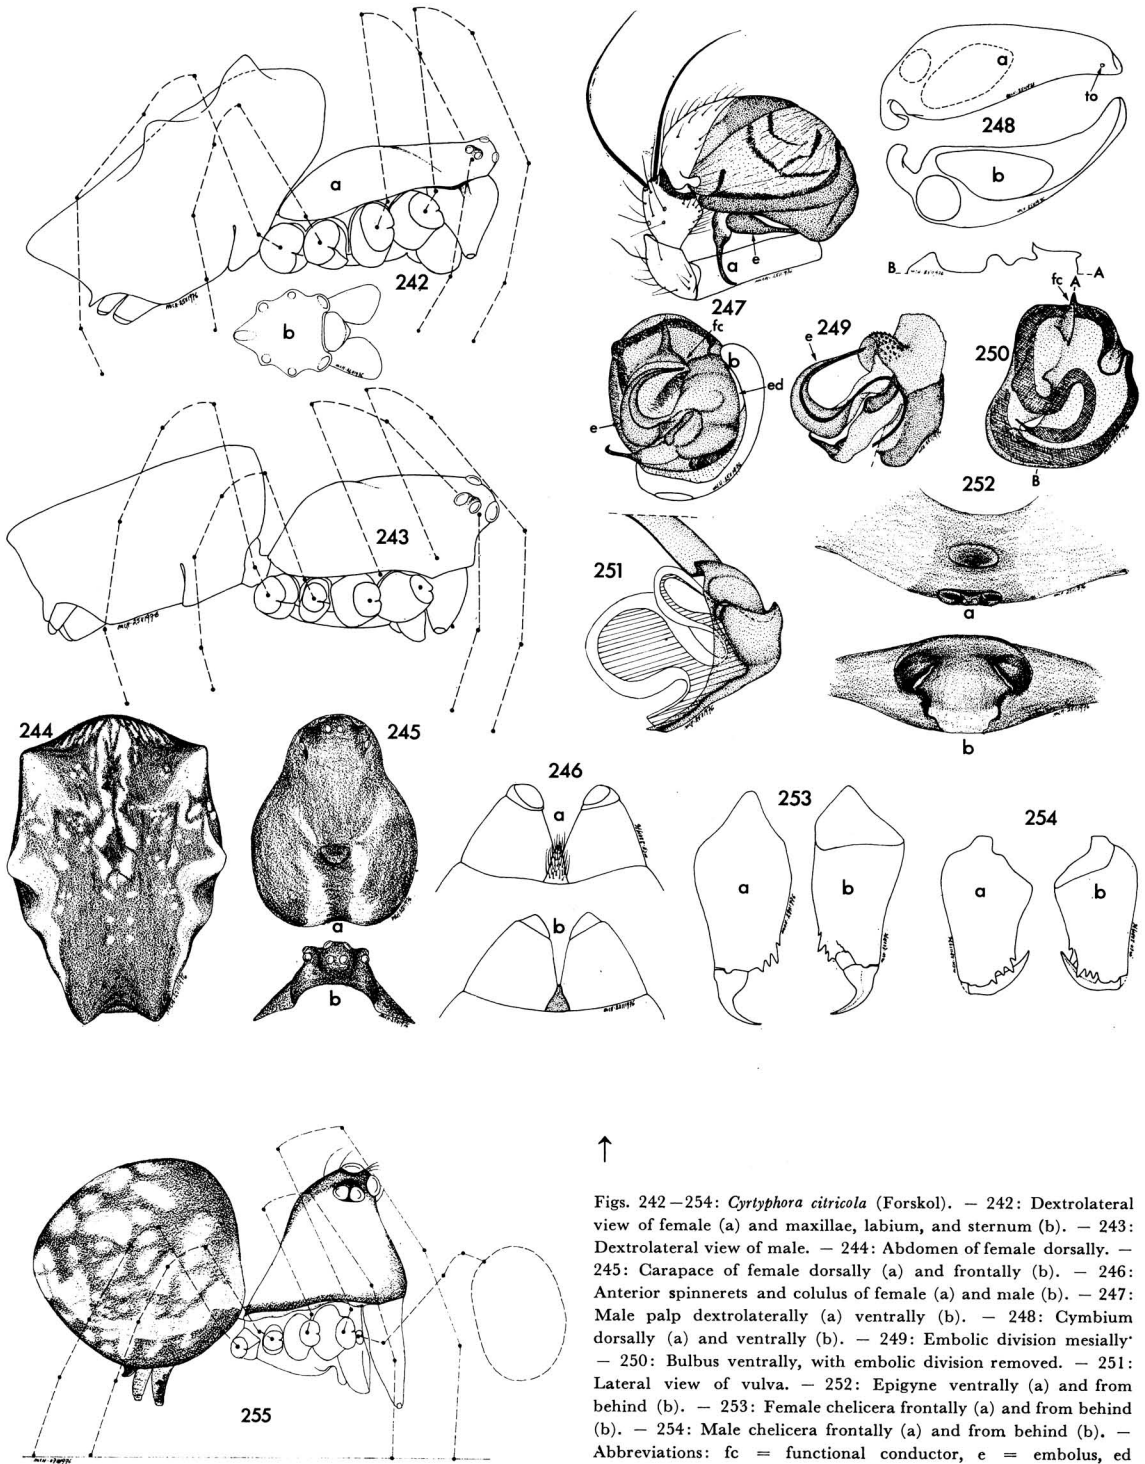 a
242
b
243
244
245
a
b
246
a
b
247
a
e
fc
b
ed
e
248
a
to
b
249
e
250
B
A
fc
A
B
251
252
a
b
253
a
b
254
a
b
255
↑
Figs. 242–254: Cyrtyphora citricola (Forskol). — 242: Dextrolateral
view of female (a) and maxillae, labium, and sternum (b). — 243:
Dextrolateral view of male. — 244: Abdomen of female dorsally. —
245: Carapace of female dorsally (a) and frontally (b). — 246:
Anterior spinnerets and colulus of female (a) and male (b). — 247:
Male palp dextrolaterally (a) ventrally (b). — 248: Cymbium
dorsally (a) and ventrally (b). — 249: Embolic division mesially
— 250: Bulbus ventrally, with embolic division removed. — 251:
Lateral view of vulva. — 252: Epigyne ventrally (a) and from
behind (b). — 253: Female chelicera frontally (a) and from behind
(b). — 254: Male chelicera frontally (a) and from behind (b). —
Abbreviations: fc = functional conductor, e = embolus, ed